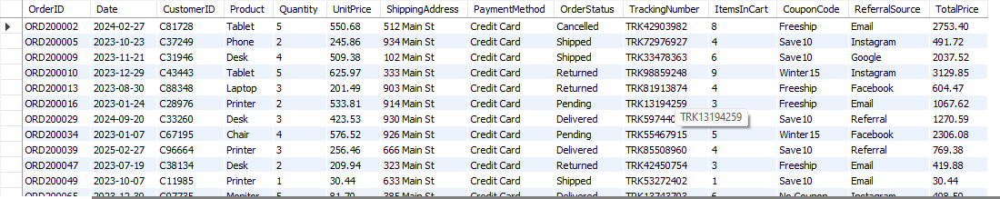 OrderID Date CustomerID Product Quantity UnitPrice ShippingAddress PaymentMethod OrderStatus TrackingNumber ItemsInCart CouponCode ReferralSource TotalPrice
ORD200002 2024-02-27 C81728 Tablet 5 550.68 512 Main St Credit Card Cancelled TRK42903982 8 Freeship Email 2753.40
ORD200005 2023-10-23 C37249 Phone 2 245.86 934 Main St Credit Card Shipped TRK72976927 4 Save10 Instagram 491.72
ORD200009 2023-11-21 C31946 Desk 4 509.38 102 Main St Credit Card Shipped TRK33478363 6 Save10 Google 2037.52
ORD200010 2023-12-29 C43443 Tablet 5 625.97 333 Main St Credit Card Returned TRK98859248 9 Winter15 Instagram 3129.85
ORD200013 2023-08-30 C88348 Laptop 3 201.49 903 Main St Credit Card Returned TRK81913874 4 Freeship Facebook 604.47
ORD200016 2023-01-24 C28976 Printer 2 533.81 914 Main St Credit Card Pending TRK13194259 3 Freeship Email 1067.62
ORD200029 2024-09-20 C33260 Desk 3 423.53 930 Main St Credit Card Delivered TRK597440 TRK13194259 Save10 Referral 1270.59
ORD200034 2023-01-07 C67195 Chair 4 576.52 926 Main St Credit Card Pending TRK55467915 5 Winter15 Facebook 2306.08
ORD200039 2025-02-27 C96664 Printer 3 256.46 666 Main St Credit Card Delivered TRK85508960 4 Save10 Referral 769.38
ORD200047 2023-07-19 C38134 Desk 2 209.94 323 Main St Credit Card Returned TRK42450754 3 Freeship Email 419.88
ORD200049 2023-10-07 C11985 Printer 1 30.44 633 Main St Credit Card Shipped TRK53272402 1 Save10 Email 30.44
ORD200065 2023-12-30 Monitor 5 81.70 385 Main St Credit Card Returned 6 No Coupon Instagram 408.50